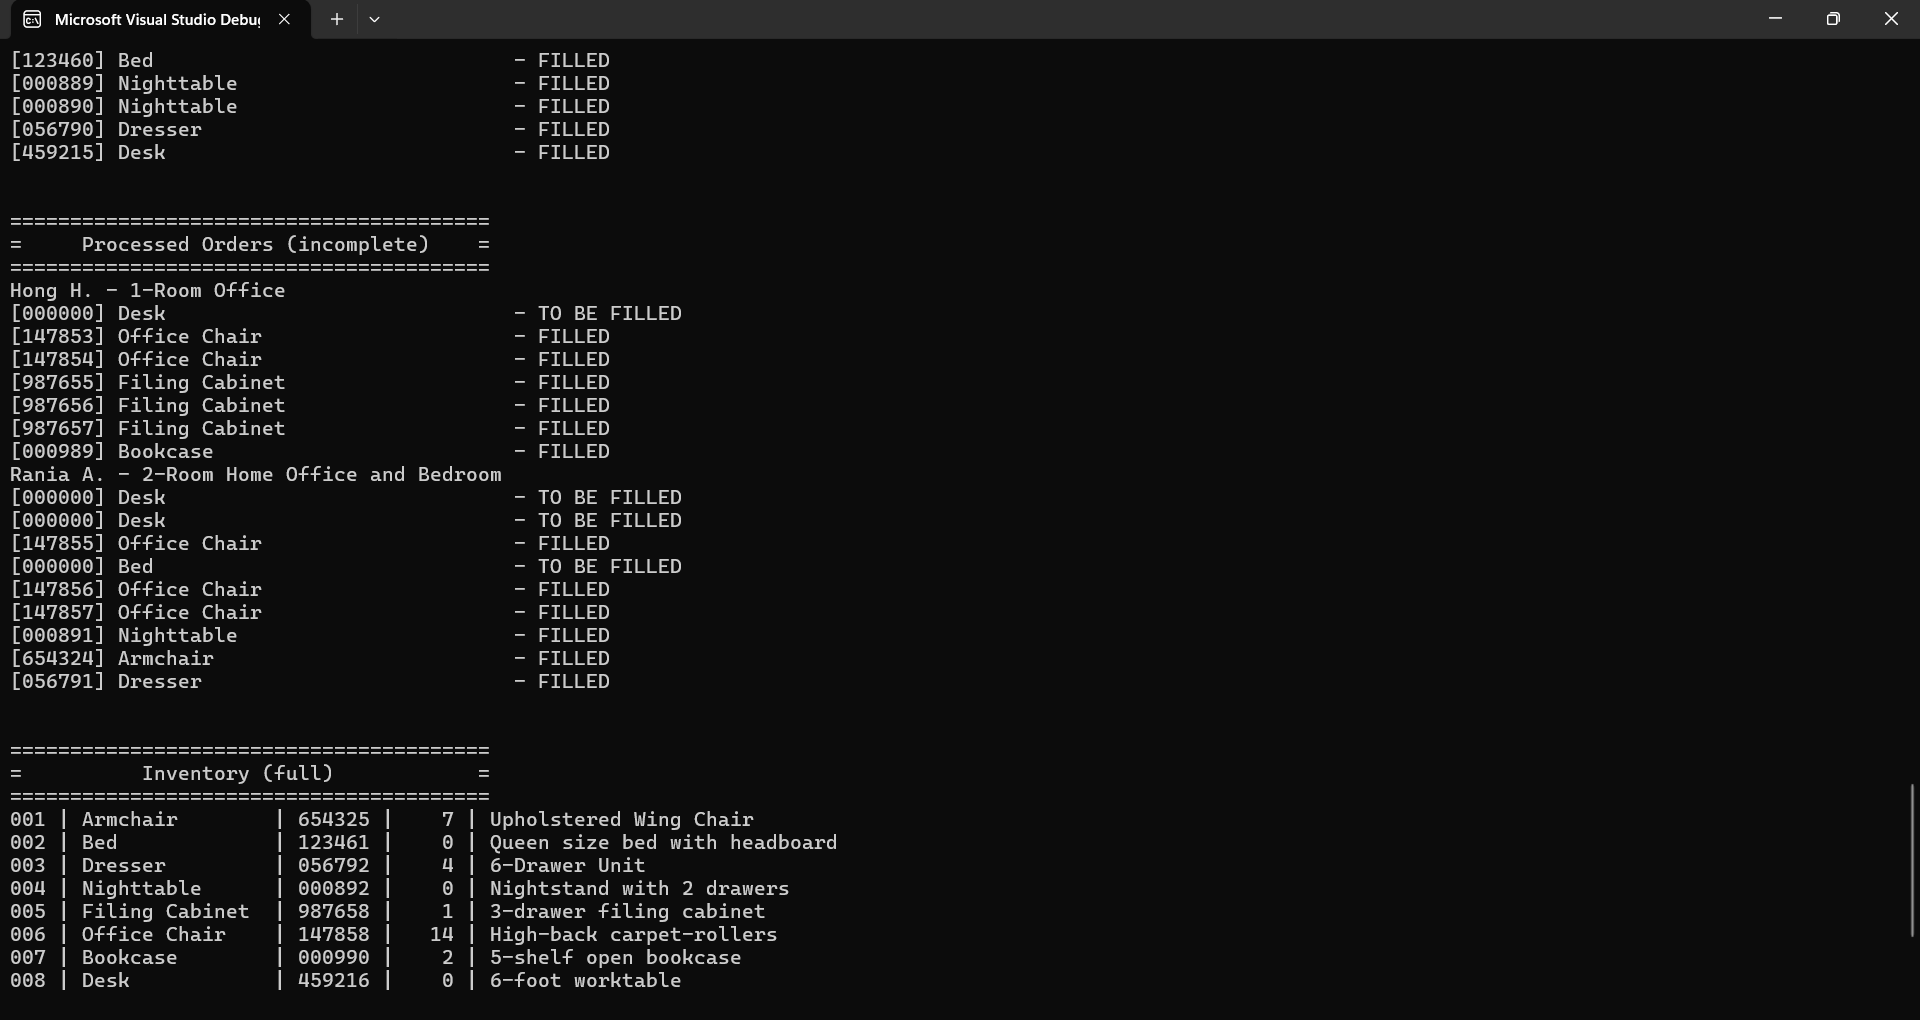 Microsoft Visual Studio Debug
[123460] Bed                              - FILLED
[000889] Nighttable                       - FILLED
[000890] Nighttable                       - FILLED
[056790] Dresser                          - FILLED
[459215] Desk                             - FILLED
========================================
=     Processed Orders (incomplete)    =
========================================
Hong H. - 1-Room Office
[000000] Desk                             - TO BE FILLED
[147853] Office Chair                     - FILLED
[147854] Office Chair                     - FILLED
[987655] Filing Cabinet                   - FILLED
[987656] Filing Cabinet                   - FILLED
[987657] Filing Cabinet                   - FILLED
[000989] Bookcase                         - FILLED
Rania A. - 2-Room Home Office and Bedroom
[000000] Desk                             - TO BE FILLED
[000000] Desk                             - TO BE FILLED
[147855] Office Chair                     - FILLED
[000000] Bed                              - TO BE FILLED
[147856] Office Chair                     - FILLED
[147857] Office Chair                     - FILLED
[000891] Nighttable                       - FILLED
[654324] Armchair                         - FILLED
[056791] Dresser                          - FILLED
========================================
=          Inventory (full)            =
========================================
001 | Armchair        | 654325 |    7 | Upholstered Wing Chair
002 | Bed             | 123461 |    0 | Queen size bed with headboard
003 | Dresser         | 056792 |    4 | 6-Drawer Unit
004 | Nighttable      | 000892 |    0 | Nightstand with 2 drawers
005 | Filing Cabinet  | 987658 |    1 | 3-drawer filing cabinet
006 | Office Chair    | 147858 |   14 | High-back carpet-rollers
007 | Bookcase        | 000990 |    2 | 5-shelf open bookcase
008 | Desk            | 459216 |    0 | 6-foot worktable